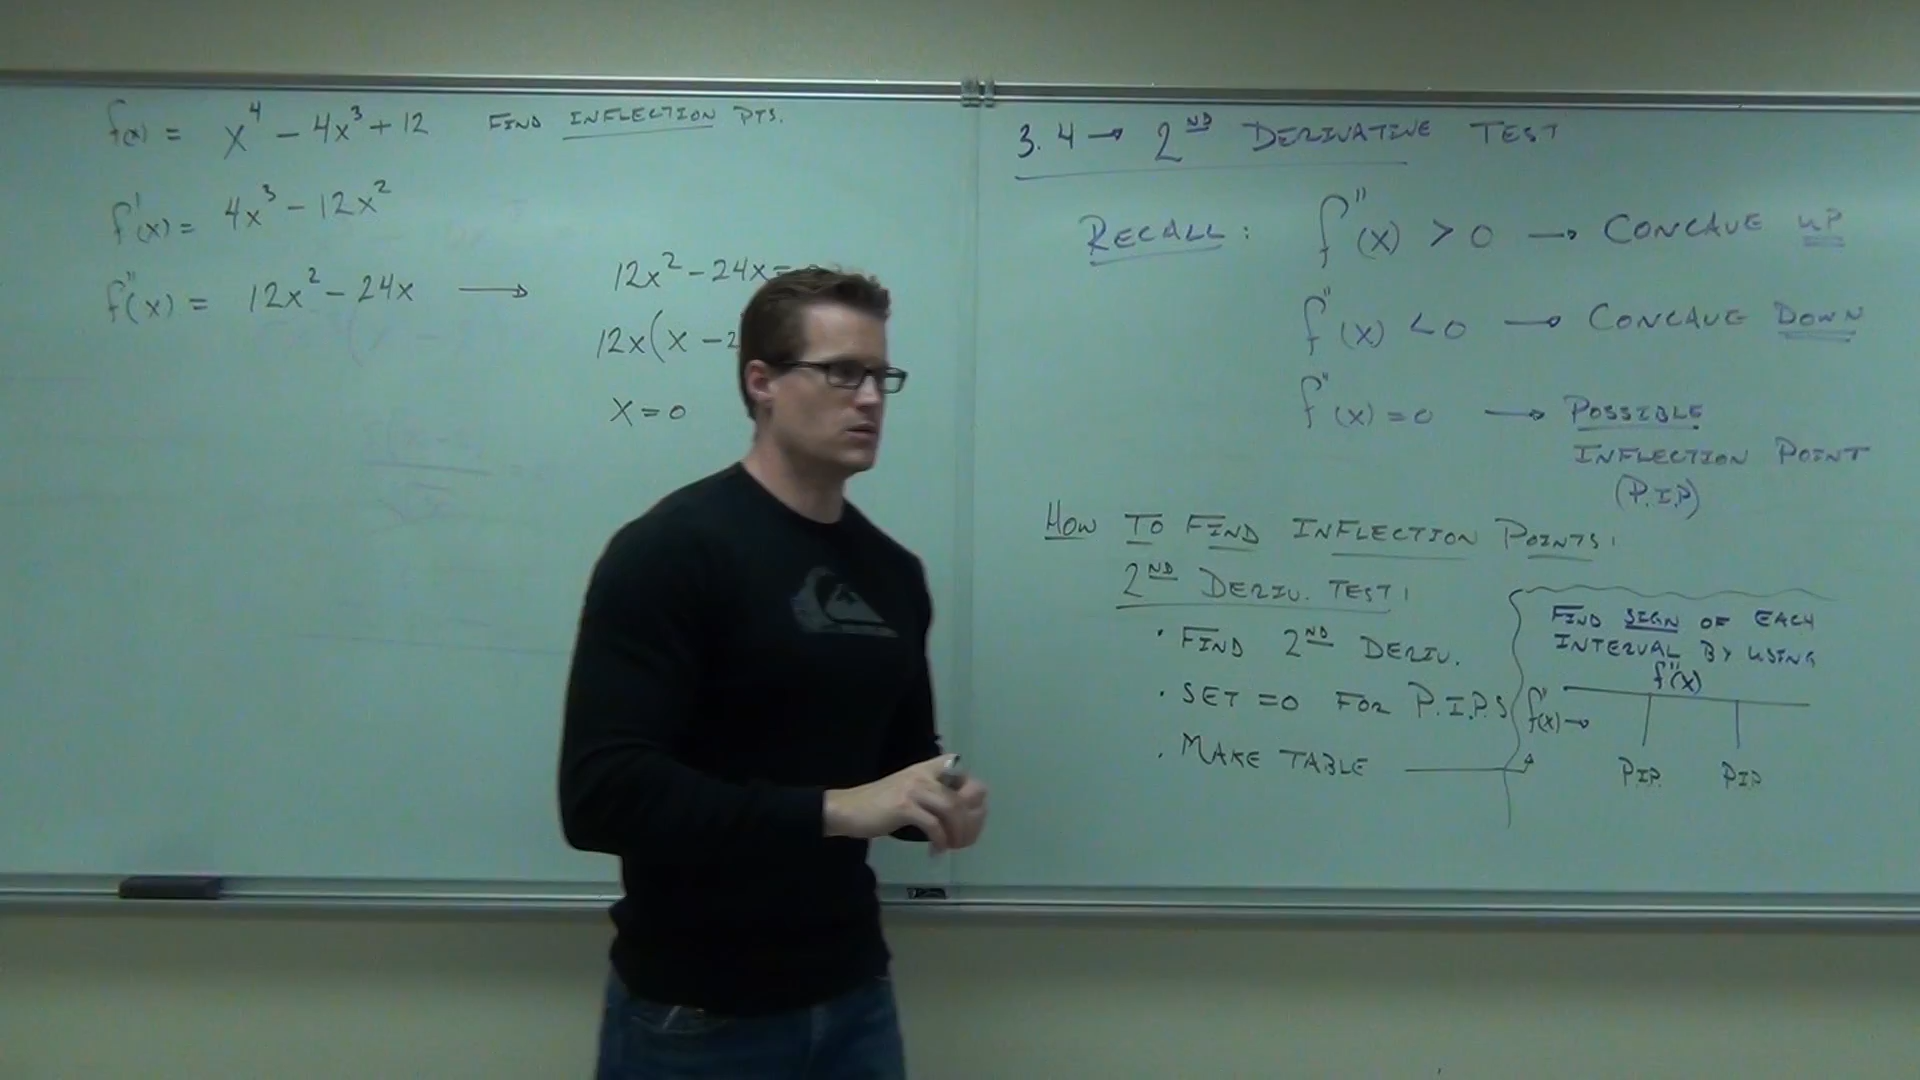 f(x) = x⁴ - 4x³ + 12 FIND INFLECTION PTS.
f'(x) = 4x³ - 12x²
f''(x) = 12x² - 24x →
12x² - 24x =
12x(x - 2
x = 0
3.4 → 2ND DERIVATIVE TEST
RECALL: f''(x) > 0 → CONCAVE UP
f''(x) < 0 → CONCAVE DOWN
f''(x) = 0 → POSSIBLE
INFLECTION POINT
(P.I.P)
HOW TO FIND INFLECTION POINTS:
2ND DERIV. TEST:
· FIND 2ND DERIV.
· SET =0 FOR P.I.P.S
· MAKE TABLE →
FIND SIGN OF EACH
INTERVAL BY USING
f''(x)
f''(x) →
P.I.P. P.I.P